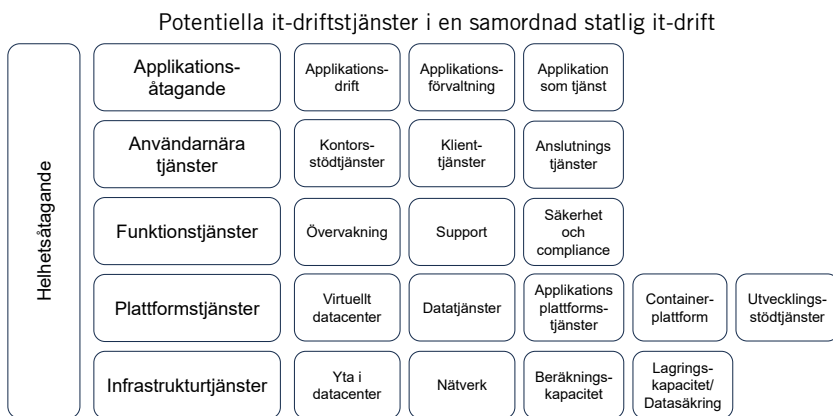 Potentiella it-driftstjänster i en samordnad statlig it-drift
Helhetsåtagande
Applikations-
åtagande
Applikations-
drift
Applikations-
förvaltning
Applikation
som tjänst
Användarnära
tjänster
Kontors-
stödtjänster
Klient-
tjänster
Anslutnings
tjänster
Funktionstjänster
Övervakning
Support
Säkerhet
och
compliance
Plattformstjänster
Virtuellt
datacenter
Datatjänster
Applikations
plattforms-
tjänster
Container-
plattform
Utvecklings-
stödtjänster
Infrastrukturtjänster
Yta i
datacenter
Nätverk
Beräknings-
kapacitet
Lagrings-
kapacitet/
Datasäkring